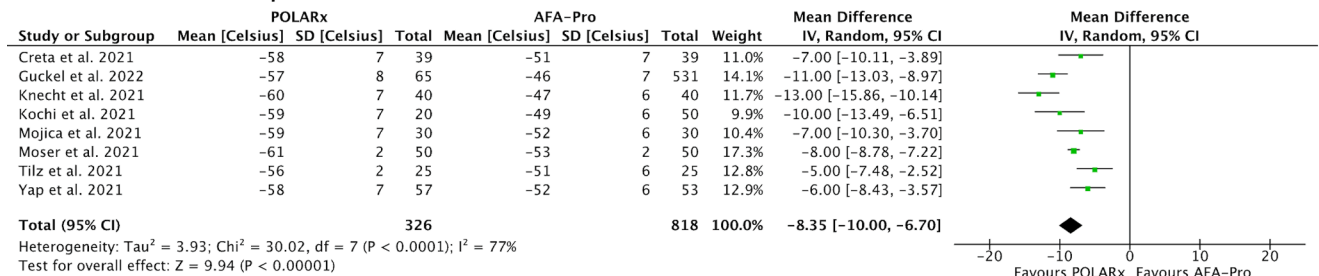 POLARx AFA-Pro Mean Difference Mean Difference
Study or Subgroup Mean [Celsius] SD [Celsius] Total Mean [Celsius] SD [Celsius] Total Weight IV, Random, 95% CI IV, Random, 95% CI
Creta et al. 2021 -58 7 39 -51 7 39 11.0% -7.00 [-10.11, -3.89]
Guckel et al. 2022 -57 8 65 -46 7 531 14.1% -11.00 [-13.03, -8.97]
Knecht et al. 2021 -60 7 40 -47 6 40 11.7% -13.00 [-15.86, -10.14]
Kochi et al. 2021 -59 7 20 -49 6 50 9.9% -10.00 [-13.49, -6.51]
Mojica et al. 2021 -59 7 30 -52 6 30 10.4% -7.00 [-10.30, -3.70]
Moser et al. 2021 -61 2 50 -53 2 50 17.3% -8.00 [-8.78, -7.22]
Tilz et al. 2021 -56 2 25 -51 6 25 12.8% -5.00 [-7.48, -2.52]
Yap et al. 2021 -58 7 57 -52 6 53 12.9% -6.00 [-8.43, -3.57]
Total (95% CI) 326 818 100.0% -8.35 [-10.00, -6.70]
Heterogeneity: Tau² = 3.93; Chi² = 30.02, df = 7 (P < 0.0001); I² = 77%
Test for overall effect: Z = 9.94 (P < 0.00001)
-20 -10 0 10 20
Favours POLARx Favours AFA-Pro